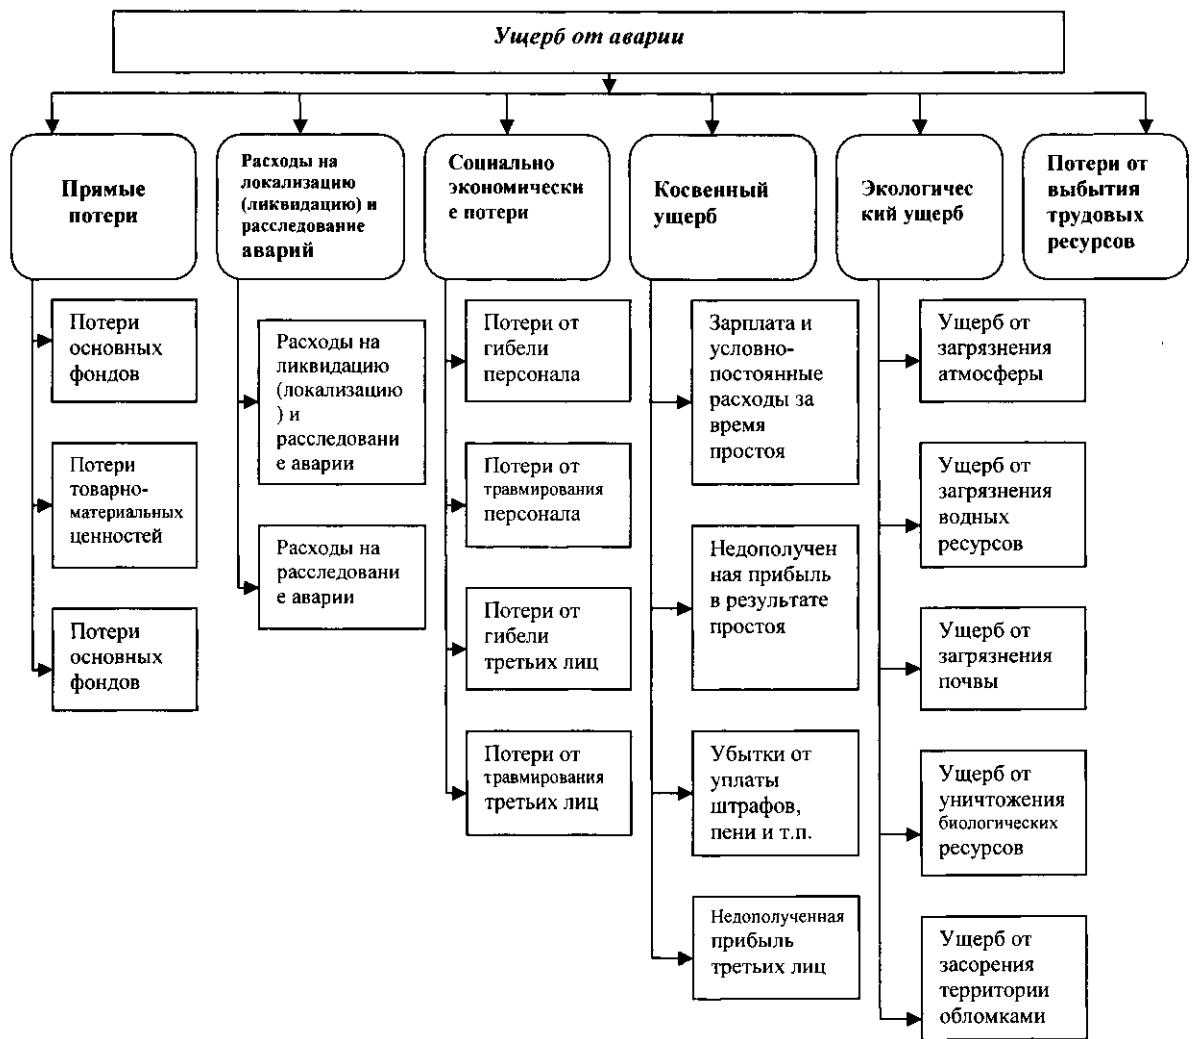 Ущерб от аварии
Прямые
потери
Расходы на
локализацию
(ликвидацию) и
расследование
аварий
Социально
экономически
е потери
Косвенный
ущерб
Экологичес
кий ущерб
Потери от
выбытия
трудовых
ресурсов
Потери
основных
фондов
Потери
товарно-
материальных
ценностей
Потери
основных
фондов
Расходы на
ликвидацию
(локализацию
) и
расследовани
е аварии
Расходы на
расследовани
е аварии
Потери от
гибели
персонала
Потери от
травмирования
персонала
Потери от
гибели
третьих лиц
Потери от
травмирования
третьих лиц
Зарплата и
условно-
постоянные
расходы за
время
простоя
Недополучен
ная прибыль
в результате
простоя
Убытки от
уплаты
штрафов,
пени и т.п.
Недополученная
прибыль
третьих лиц
Ущерб от
загрязнения
атмосферы
Ущерб от
загрязнения
водных
ресурсов
Ущерб от
загрязнения
почвы
Ущерб от
уничтожения
биологических
ресурсов
Ущерб от
засорения
территории
обломками